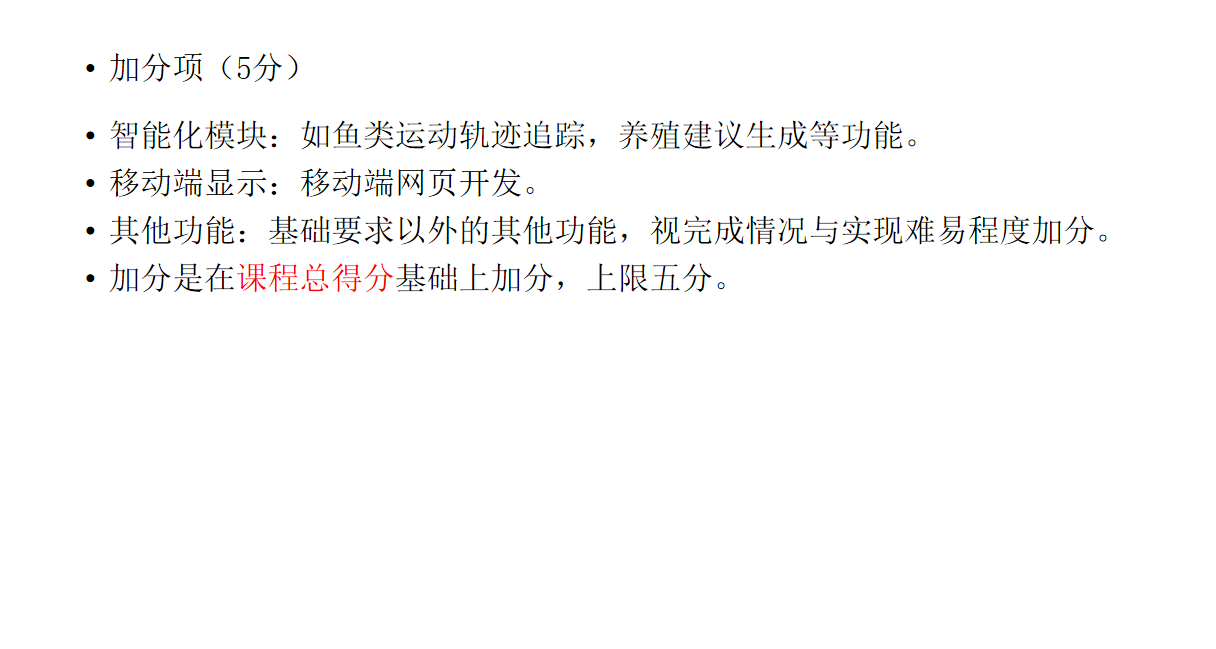 • 加分项（5分）
• 智能化模块：如鱼类运动轨迹追踪，养殖建议生成等功能。
• 移动端显示：移动端网页开发。
• 其他功能：基础要求以外的其他功能，视完成情况与实现难易程度加分。
• 加分是在课程总得分基础上加分，上限五分。